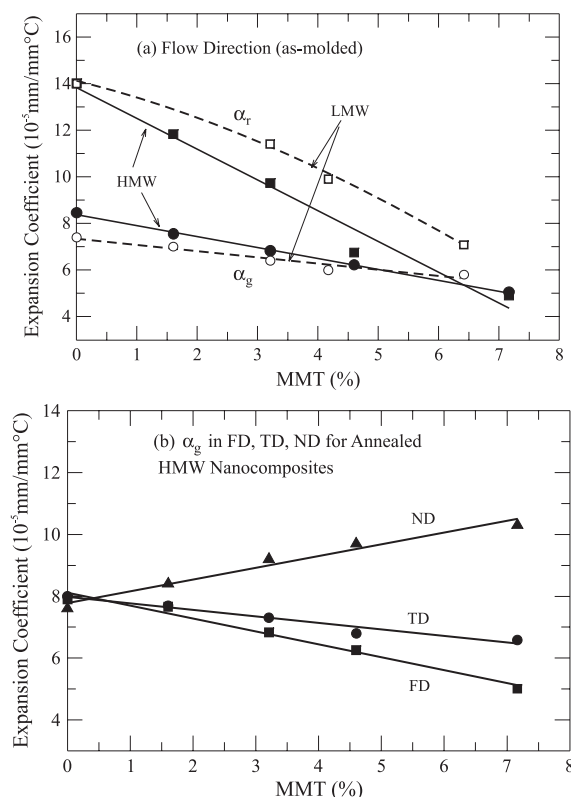 (a) Flow Direction (as-molded)
Expansion Coefficient (10⁻⁵mm/mm°C)
16
14
12
10
8
6
4
αr
LMW
HMW
αg
0 1 2 3 4 5 6 7 8
MMT (%)
(b) αg in FD, TD, ND for Annealed
HMW Nanocomposites
Expansion Coefficient (10⁻⁵mm/mm°C)
14
12
10
8
6
4
ND
TD
FD
0 1 2 3 4 5 6 7 8
MMT (%)